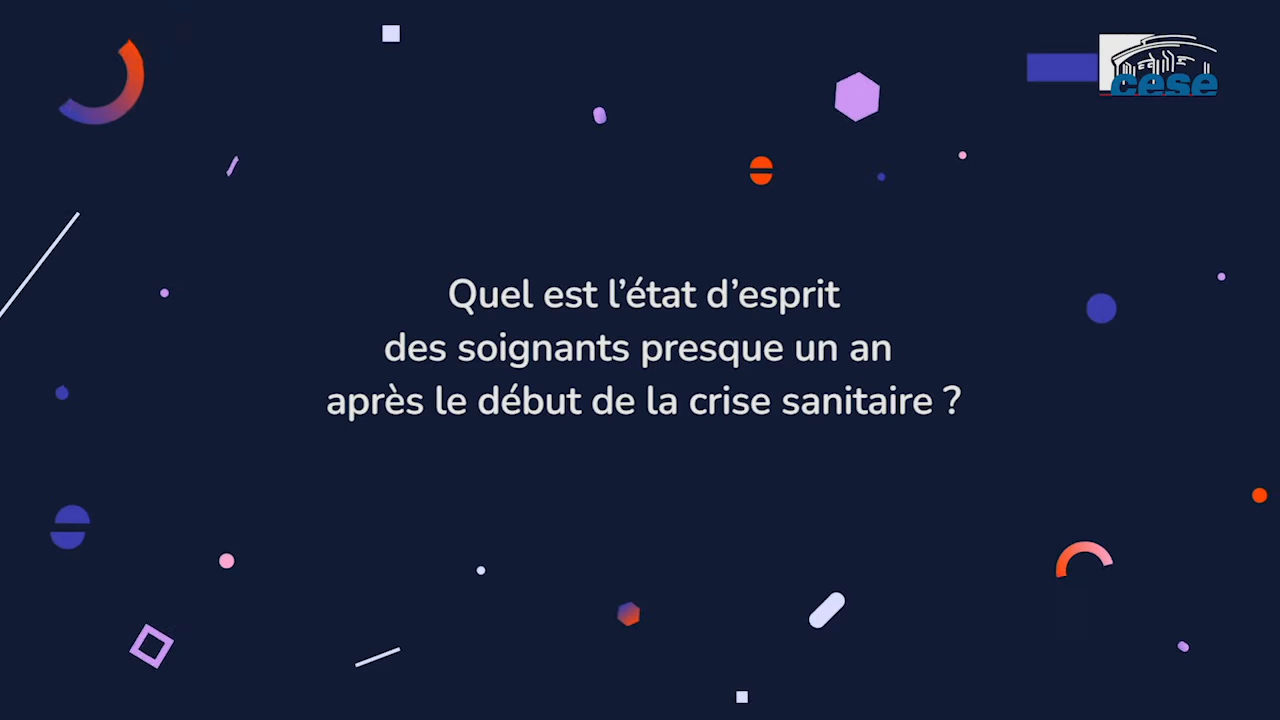 cese
Quel est l’état d’esprit
des soignants presque un an
après le début de la crise sanitaire ?